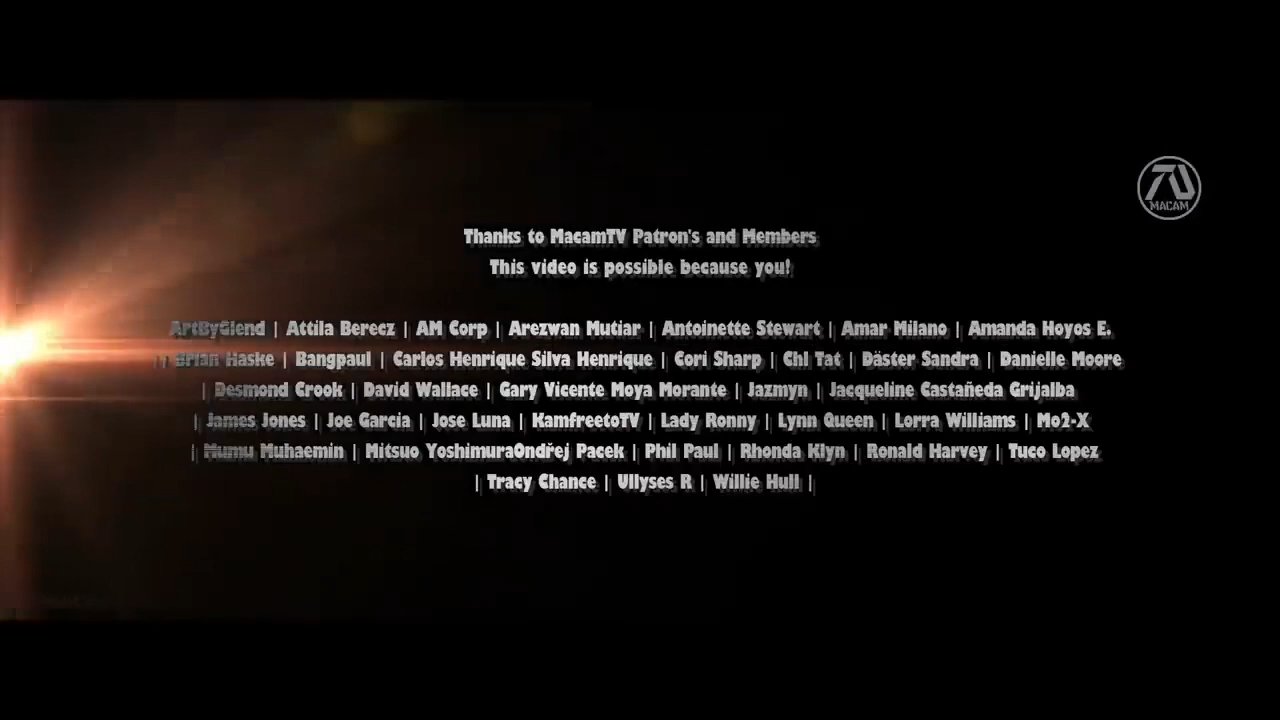 TV
MACAM
Thanks to MacamTV Patron's and Members
This video is possible because you!
ArtByGlend | Attila Berecz | AM Corp | Arezwan Mutiar | Antoinette Stewart | Amar Milano | Amanda Hoyos E.
| Brian Haske | Bangpaul | Carlos Henrique Silva Henrique | Cori Sharp | Chl Tat | Däster Sandra | Danielle Moore
| Desmond Crook | David Wallace | Gary Vicente Moya Morante | Jazmyn | Jacqueline Castañeda Grijalba
| James Jones | Joe Garcia | Jose Luna | KamfreetoTV | Lady Ronny | Lynn Queen | Lorra Williams | Mo2-X
| Mumu Muhaemin | Mitsuo YoshimuraOndřej Pacek | Phil Paul | Rhonda Klyn | Ronald Harvey | Tuco Lopez
| Tracy Chance | Ullyses R | Willie Hull |